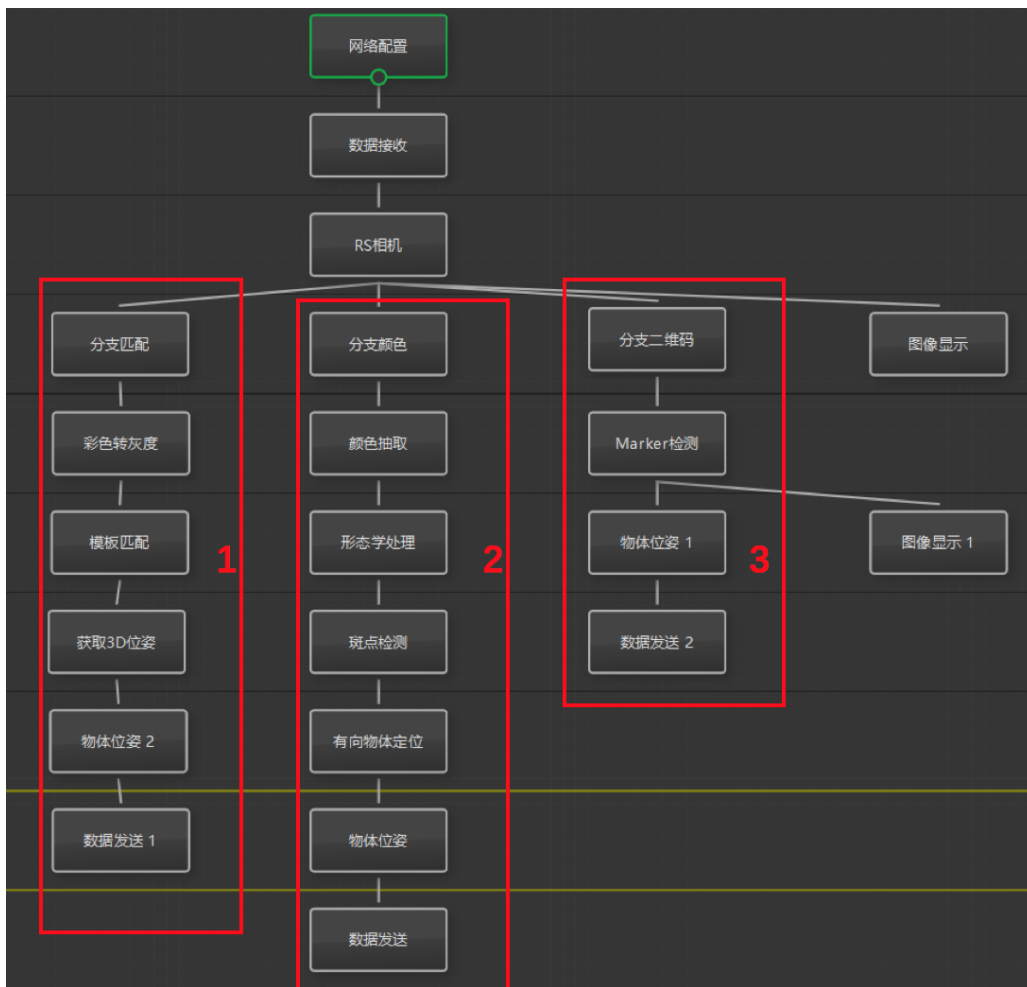 网络配置
数据接收
RS相机
分支匹配
彩色转灰度
模板匹配
1
获取3D位姿
物体位姿 2
数据发送 1
分支颜色
颜色抽取
形态学处理
2
斑点检测
有向物体定位
物体位姿
数据发送
分支二维码
Marker检测
物体位姿 1
3
数据发送 2
图像显示
图像显示 1